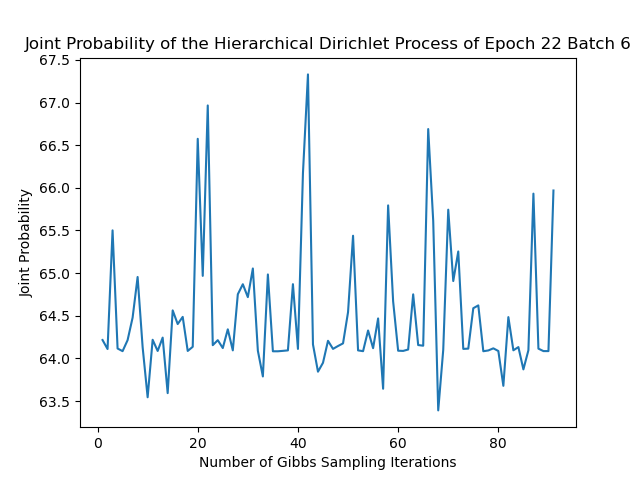 Joint Probability of the Hierarchical Dirichlet Process of Epoch 22 Batch 6
67.5
67.0
66.5
66.0
65.5
65.0
64.5
64.0
63.5
Joint Probability
0 20 40 60 80
Number of Gibbs Sampling Iterations